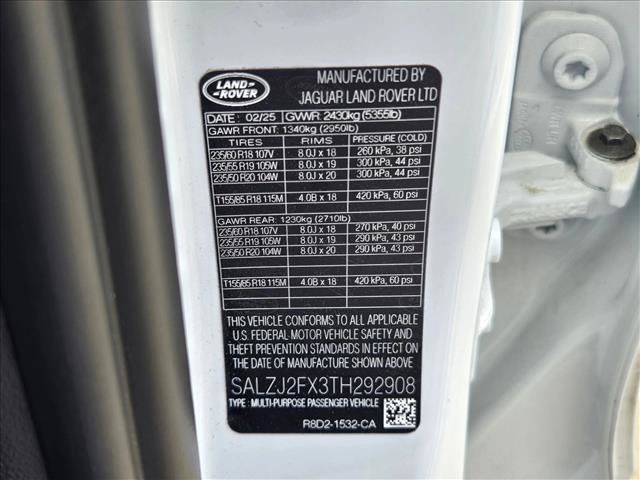 LAND
ROVER
MANUFACTURED BY
JAGUAR LAND ROVER LTD
DATE: 02/25 GVWR: 2430kg (5355lb)
GAWR FRONT: 1340kg (2950lb)
TIRES RIMS PRESSURE (COLD)
235/60 R18 107V 8.0J x 18 260 kPa, 38 psi
235/55 R19 105W 8.0J x 19 300 kPa, 44 psi
235/50 R20 104W 8.0J x 20 300 kPa, 44 psi
T155/85 R18 115M 4.0B x 18 420 kPa, 60 psi
GAWR REAR: 1230kg (2710lb)
235/60 R18 107V 8.0J x 18 270 kPa, 40 psi
235/55 R19 105W 8.0J x 19 290 kPa, 43 psi
235/50 R20 104W 8.0J x 20 290 kPa, 43 psi
T155/85 R18 115M 4.0B x 18 420 kPa, 60 psi
THIS VEHICLE CONFORMS TO ALL APPLICABLE
U.S. FEDERAL MOTOR VEHICLE SAFETY AND
THEFT PREVENTION STANDARDS IN EFFECT ON
THE DATE OF MANUFACTURE SHOWN ABOVE
SALZJ2FX3TH292908
TYPE: MULTI-PURPOSE PASSENGER VEHICLE
R8D2-1532-CA